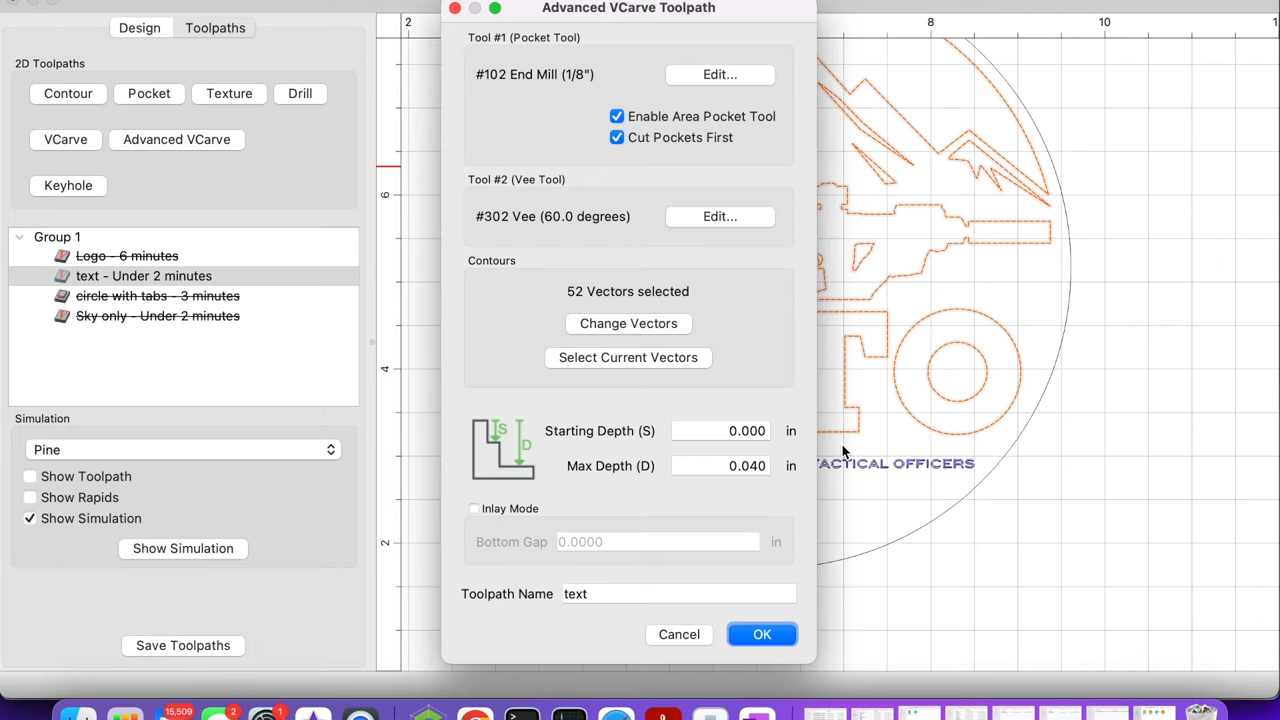 Advanced VCarve Toolpath
Design
Toolpaths
2D Toolpaths
Contour
Pocket
Texture
Drill
VCarve
Advanced VCarve
Keyhole
Group 1
Logo - 6 minutes
text - Under 2 minutes
circle with tabs - 3 minutes
Sky only - Under 2 minutes
Simulation
Pine
Show Toolpath
Show Rapids
Show Simulation
Show Simulation
Save Toolpaths
Tool #1 (Pocket Tool)
#102 End Mill (1/8")
Edit...
Enable Area Pocket Tool
Cut Pockets First
Tool #2 (Vee Tool)
#302 Vee (60.0 degrees)
Edit...
Contours
52 Vectors selected
Change Vectors
Select Current Vectors
S
D
Starting Depth (S) 0.000 in
Max Depth (D) 0.040 in
Inlay Mode
Bottom Gap 0.0000 in
Toolpath Name text
Cancel
OK
2
8
10
6
4
2
TACTICAL OFFICERS
15,509
2